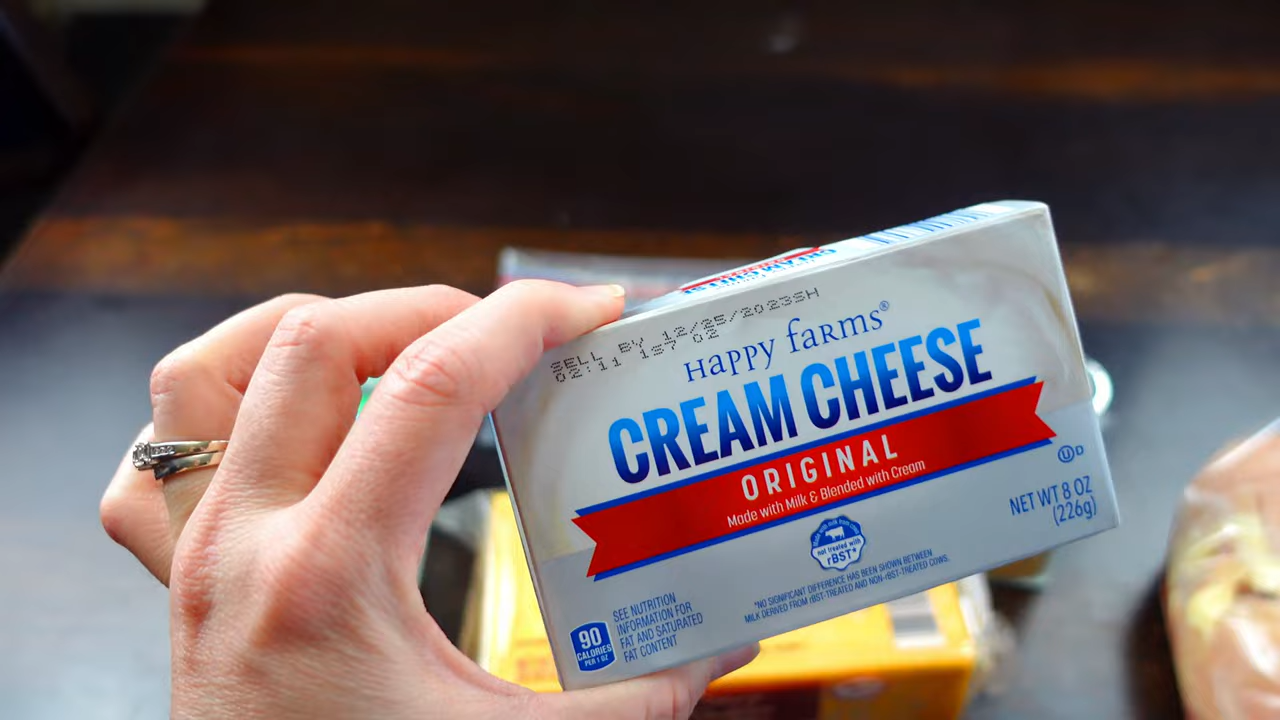 SELL BY 12/25/2023SH
02:11 1s7 02
HAPPY faRMS®
CREAM CHEESE
ORIGINAL
Made with Milk & Blended with Cream
U D
NET WT 8 OZ
(226g)
not treated with
rBST*
*NO SIGNIFICANT DIFFERENCE HAS BEEN SHOWN BETWEEN
MILK DERIVED FROM rBST-TREATED AND NON-rBST-TREATED COWS.
90
CALORIES
PER 1 OZ
SEE NUTRITION
INFORMATION FOR
FAT AND SATURATED
FAT CONTENT